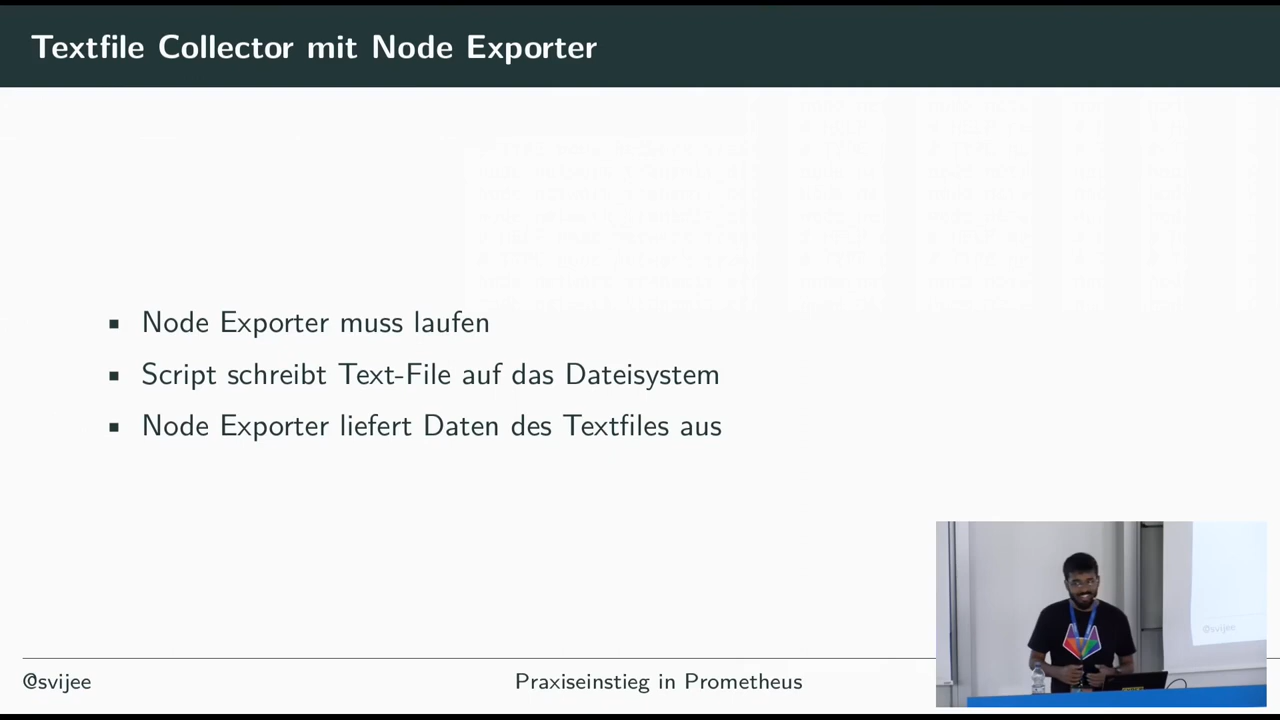 Textfile Collector mit Node Exporter
Node Exporter muss laufen
Script schreibt Text-File auf das Dateisystem
Node Exporter liefert Daten des Textfiles aus
@svijee
Praxiseinstieg in Prometheus
@svijee